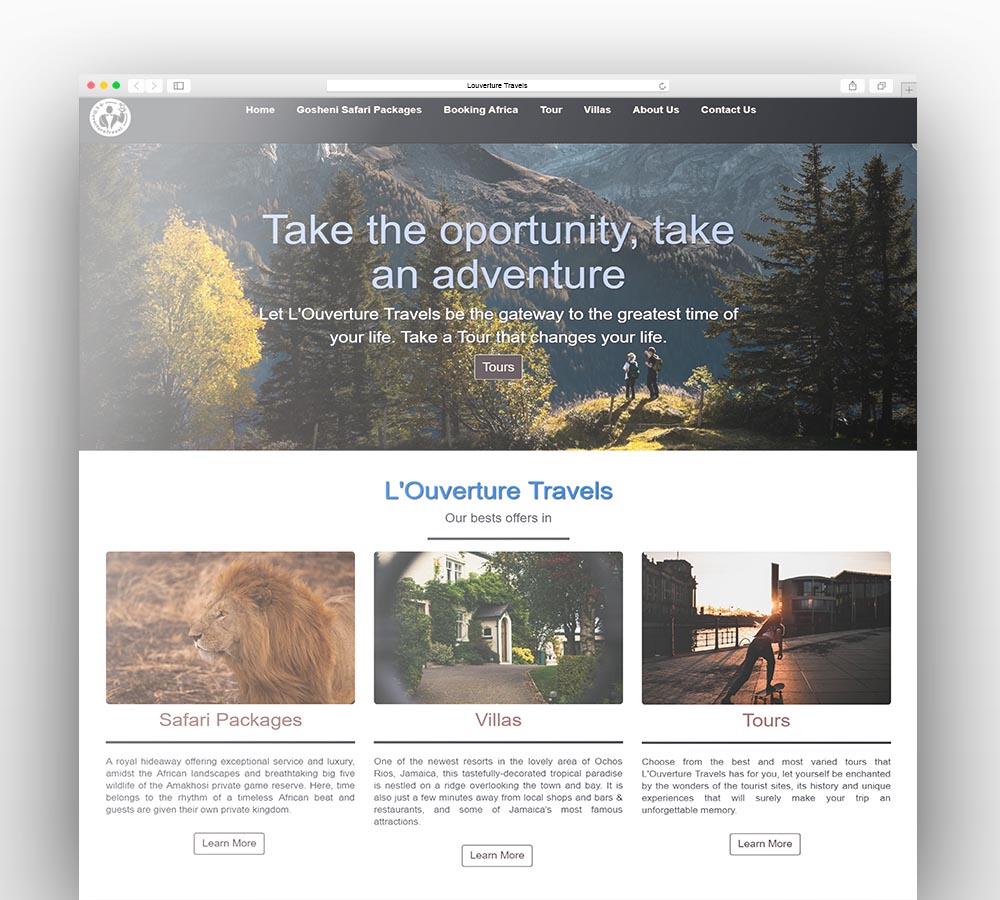 Louverture Travels
Home Gosheni Safari Packages Booking Africa Tour Villas About Us Contact Us
Take the oportunity, take
an adventure
Let L'Ouverture Travels be the gateway to the greatest time of
your life. Take a Tour that changes your life.
Tours
L'Ouverture Travels
Our bests offers in
Safari Packages
A royal hideaway offering exceptional service and luxury,
amidst the African landscapes and breathtaking big five
wildlife of the Amakhosi private game reserve. Here, time
belongs to the rhythm of a timeless African beat and
guests are given their own private kingdom.
Learn More
Villas
One of the newest resorts in the lovely area of Ochos
Rios, Jamaica, this tastefully-decorated tropical paradise
is nestled on a ridge overlooking the town and bay. It is
also just a few minutes away from local shops and bars &
restaurants, and some of Jamaica's most famous
attractions.
Learn More
Tours
Choose from the best and most varied tours that
L'Ouverture Travels has for you, let yourself be enchanted
by the wonders of the tourist sites, its history and unique
experiences that will surely make your trip an
unforgettable memory.
Learn More